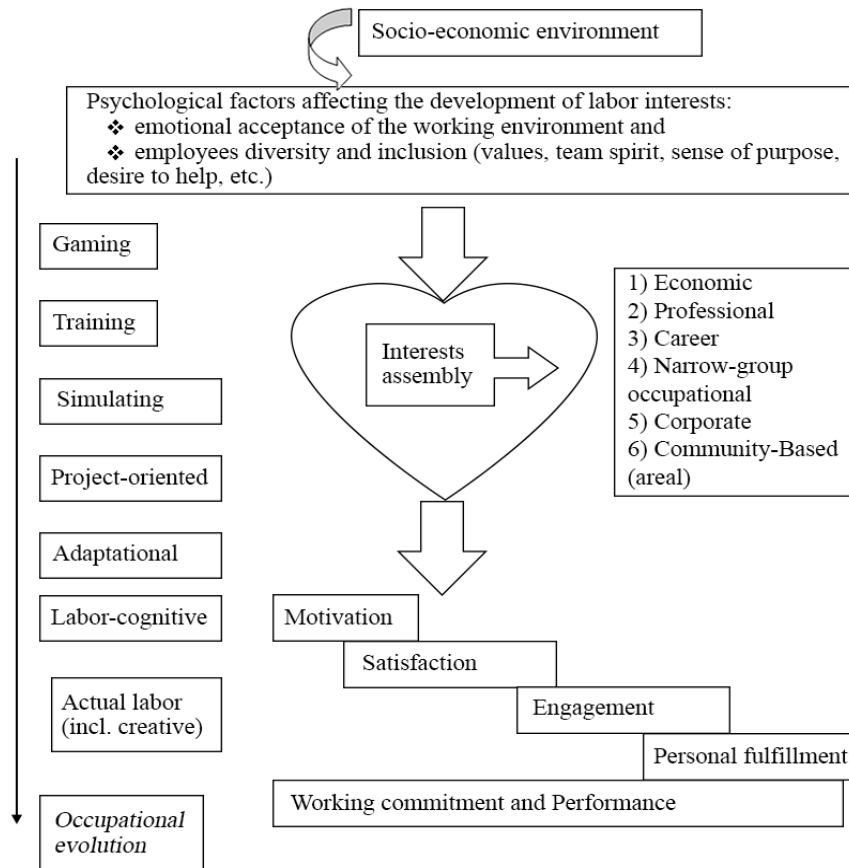 Socio-economic environment
Psychological factors affecting the development of labor interests:
❖ emotional acceptance of the working environment and
❖ employees diversity and inclusion (values, team spirit, sense of purpose,
desire to help, etc.)
Gaming
Training
Simulating
Project-oriented
Adaptational
Labor-cognitive
Actual labor
(incl. creative)
Occupational
evolution
Interests
assembly
1) Economic
2) Professional
3) Career
4) Narrow-group
occupational
5) Corporate
6) Community-Based
(areal)
Motivation
Satisfaction
Engagement
Personal fulfillment
Working commitment and Performance